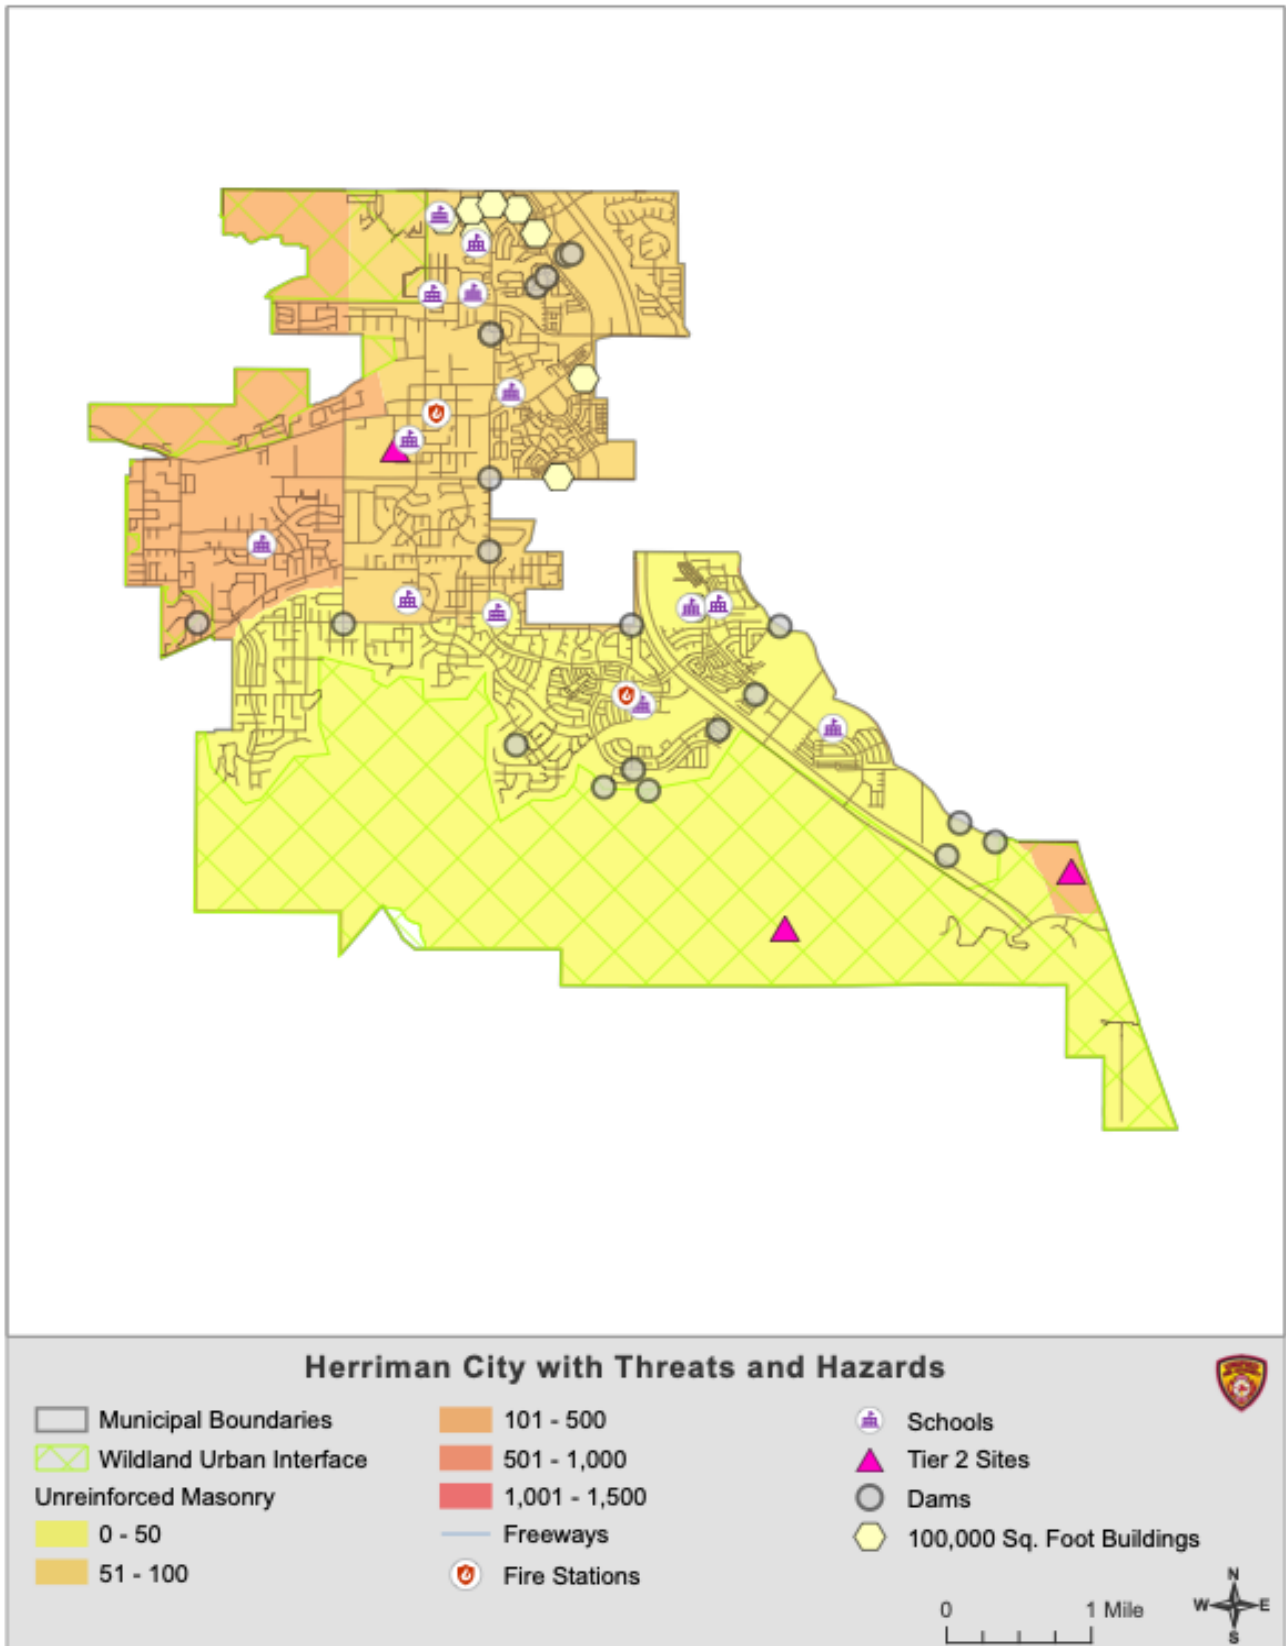 Herriman City with Threats and Hazards
Municipal Boundaries
Wildland Urban Interface
Unreinforced Masonry
0 - 50
51 - 100
101 - 500
501 - 1,000
1,001 - 1,500
Freeways
Fire Stations
Schools
Tier 2 Sites
Dams
100,000 Sq. Foot Buildings
0 1 Mile
N
W E
S